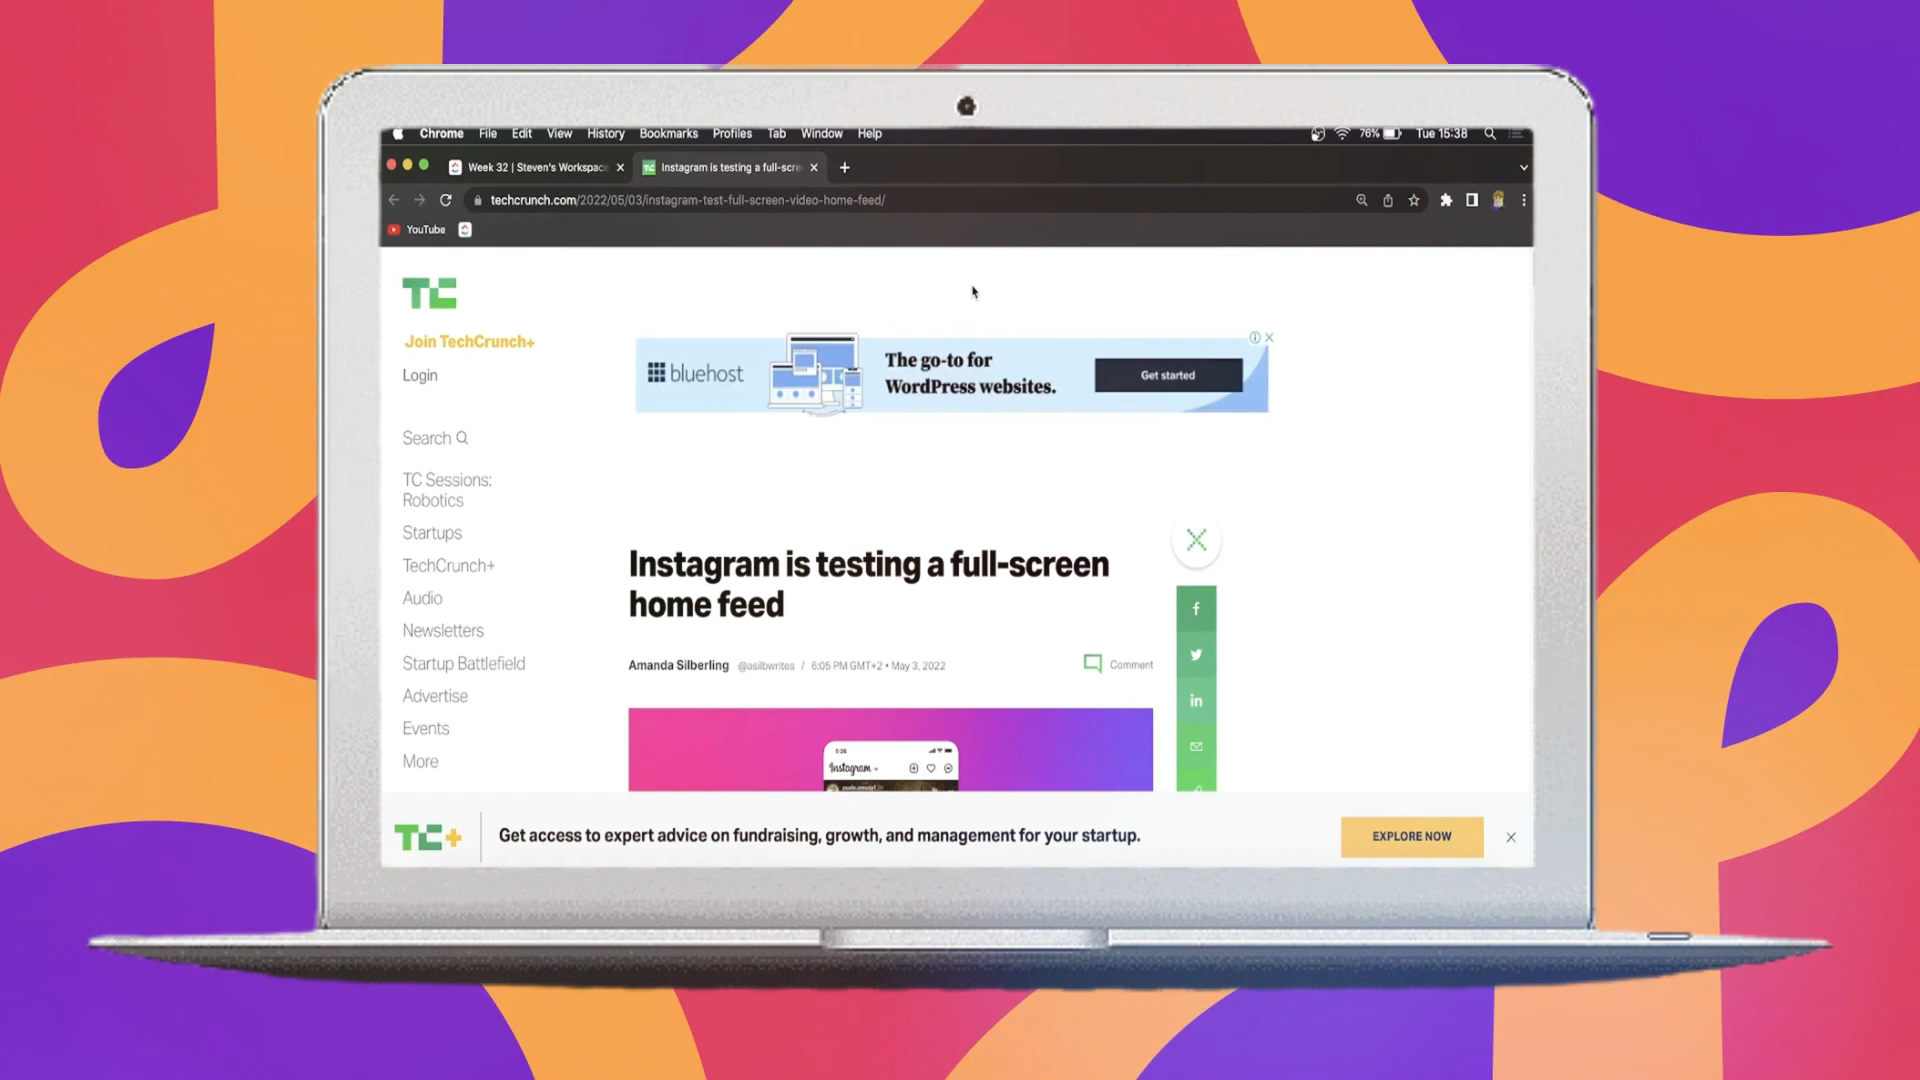 Chrome File Edit View History Bookmarks Profiles Tab Window Help 76% Tue 15:38
Week 32 | Steven's Workspace Instagram is testing a full-scre
techcrunch.com/2022/05/03/instagram-test-full-screen-video-home-feed/
YouTube
TC
Join TechCrunch+
Login
bluehost
The go-to for
WordPress websites.
Get started
Search
TC Sessions:
Robotics
Startups
TechCrunch+
Audio
Newsletters
Startup Battlefield
Advertise
Events
More
Instagram is testing a full-screen
home feed
Amanda Silberling @asilbwrites / 6:05 PM GMT+2 • May 3, 2022
Comment
f
in
5:26
Instagram
TC+
Get access to expert advice on fundraising, growth, and management for your startup.
EXPLORE NOW